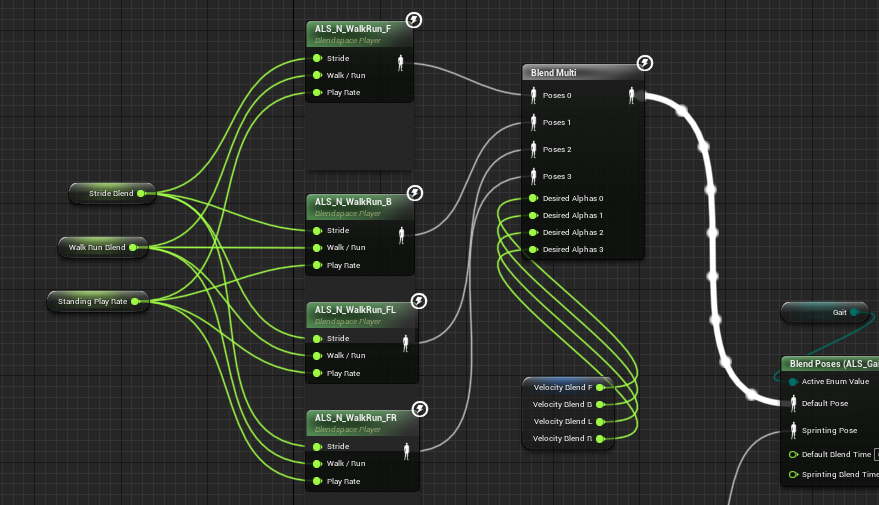 ALS_N_WalkRun_F
Blendspace Player
Stride
Walk / Run
Play Rate
Blend Multi
Poses 0
Poses 1
Poses 2
Poses 3
Desired Alphas 0
Desired Alphas 1
Desired Alphas 2
Desired Alphas 3
Stride Blend
Walk Run Blend
Standing Play Rate
ALS_N_WalkRun_B
Blendspace Player
Stride
Walk / Run
Play Rate
ALS_N_WalkRun_FL
Blendspace Player
Stride
Walk / Run
Play Rate
ALS_N_WalkRun_FR
Blendspace Player
Stride
Walk / Run
Play Rate
Velocity Blend F
Velocity Blend B
Velocity Blend L
Velocity Blend R
Gait
Blend Poses (ALS_Ga
Active Enum Value
Default Pose
Sprinting Pose
Default Blend Time
Sprinting Blend Time